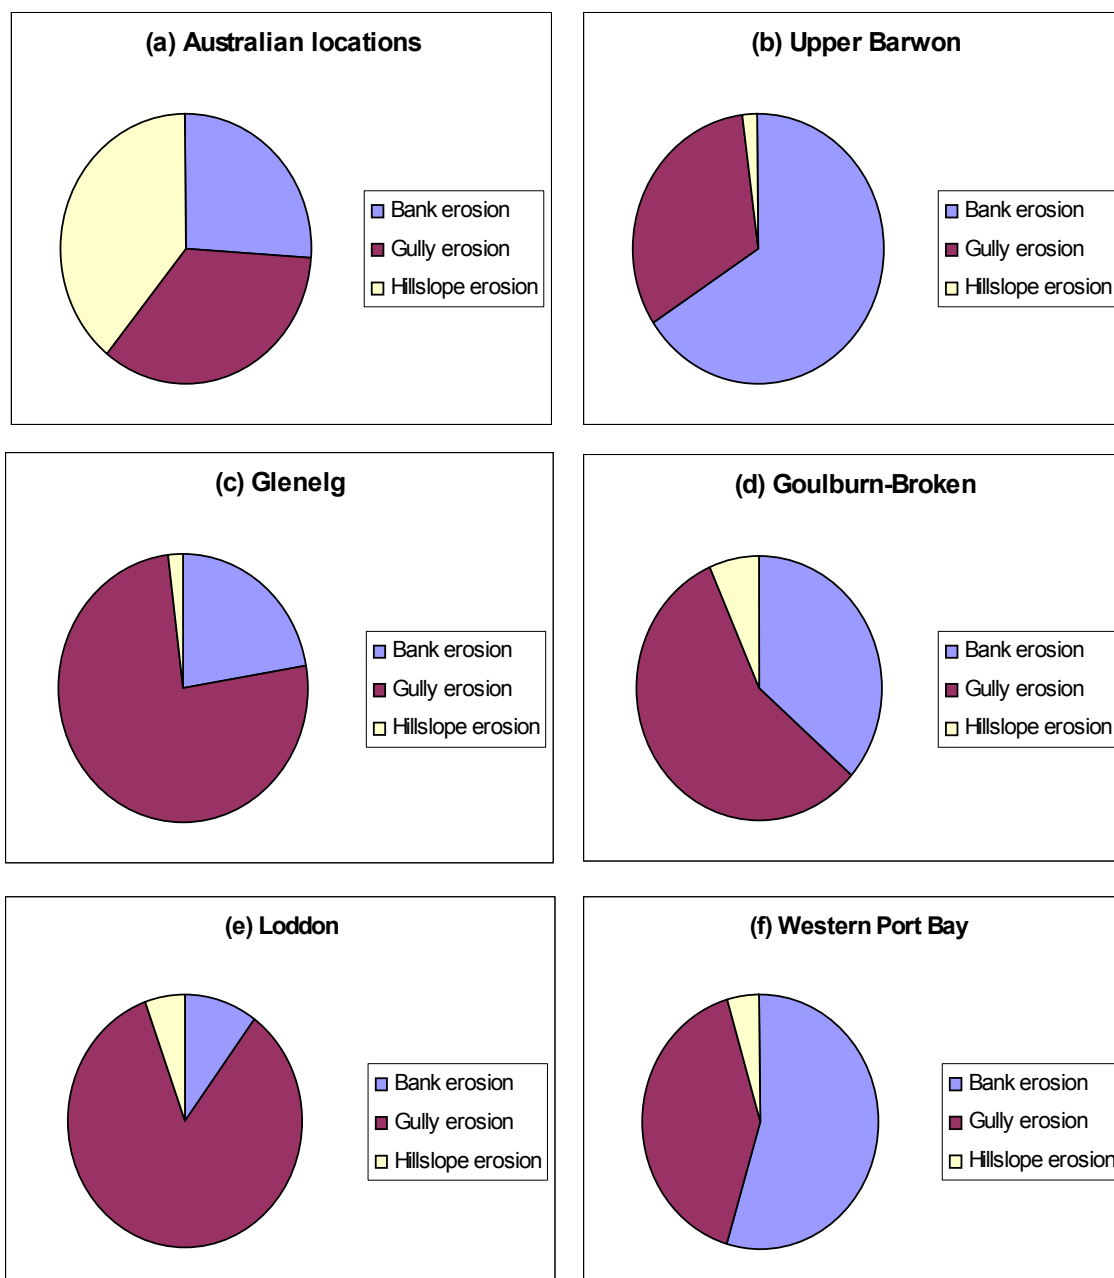 (a) Australian locations
Bank erosion
Gully erosion
Hillslope erosion
(b) Upper Barwon
Bank erosion
Gully erosion
Hillslope erosion
(c) Glenelg
Bank erosion
Gully erosion
Hillslope erosion
(d) Goulburn-Broken
Bank erosion
Gully erosion
Hillslope erosion
(e) Loddon
Bank erosion
Gully erosion
Hillslope erosion
(f) Western Port Bay
Bank erosion
Gully erosion
Hillslope erosion